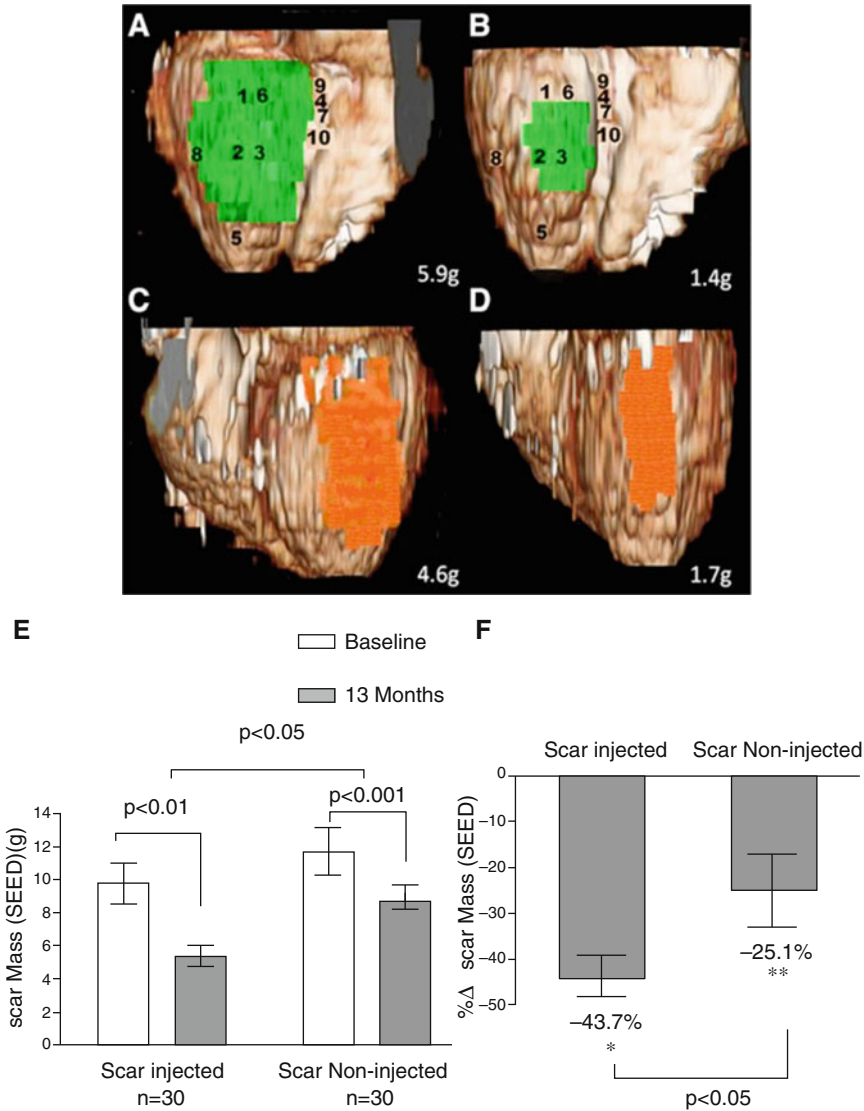 A
B
1 6
9
4
7
10
8
2 3
5
5.9g
1 6
9
4
7
10
8
2 3
5
1.4g
C
D
4.6g
1.7g
E
Baseline
13 Months
p<0.05
p<0.01
p<0.001
scar Mass (SEED)(g)
14
12
10
8
6
4
2
0
Scar injected
n=30
Scar Non-injected
n=30
F
Scar injected
Scar Non-injected
%Δ scar Mass (SEED)
0
–10
–20
–30
–40
–50
–43.7%
*
–25.1%
**
p<0.05